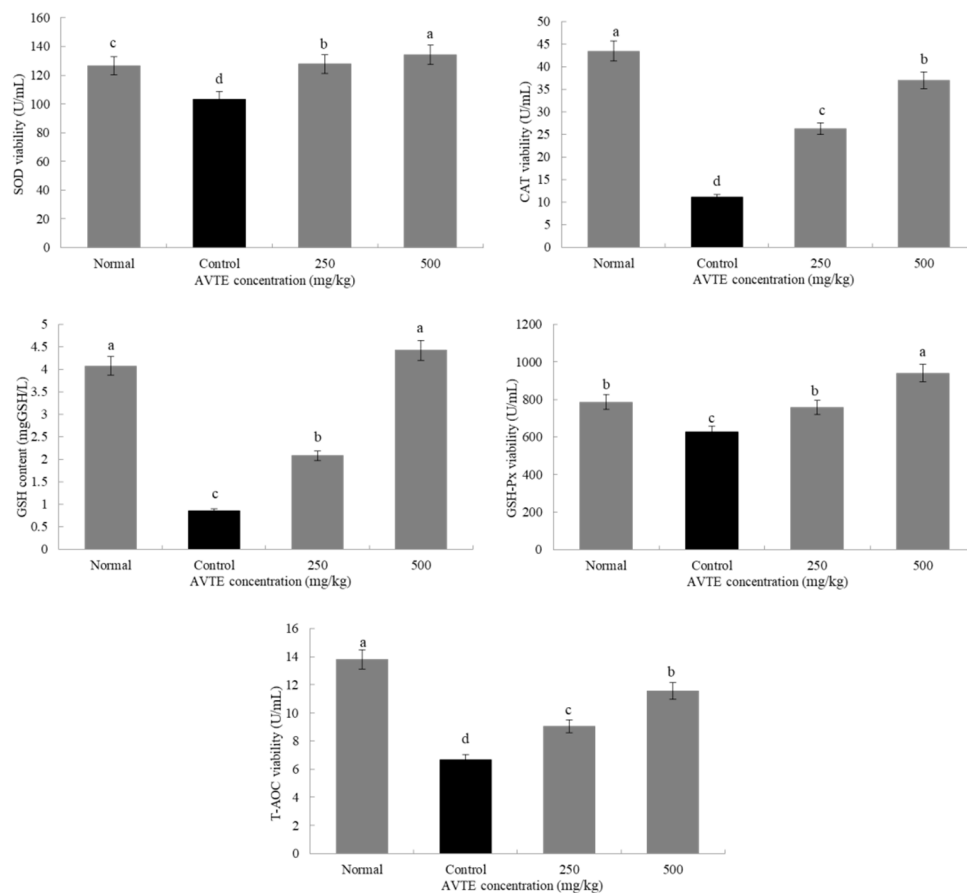 SOD viability (U/mL)
160
140
120
100
80
60
40
20
0
c
d
b
a
Normal Control 250 500
AVTE concentration (mg/kg)
CAT viability (U/mL)
50
45
40
35
30
25
20
15
10
5
0
a
d
c
b
Normal Control 250 500
AVTE concentration (mg/kg)
GSH content (mgGSH/L)
5
4.5
4
3.5
3
2.5
2
1.5
1
0.5
0
a
c
b
a
Normal Control 250 500
AVTE concentration (mg/kg)
GSH-Px viability (U/mL)
1200
1000
800
600
400
200
0
b
c
b
a
Normal Control 250 500
AVTE concentration (mg/kg)
T-AOC viability (U/mL)
16
14
12
10
8
6
4
2
0
a
d
c
b
Normal Control 250 500
AVTE concentration (mg/kg)